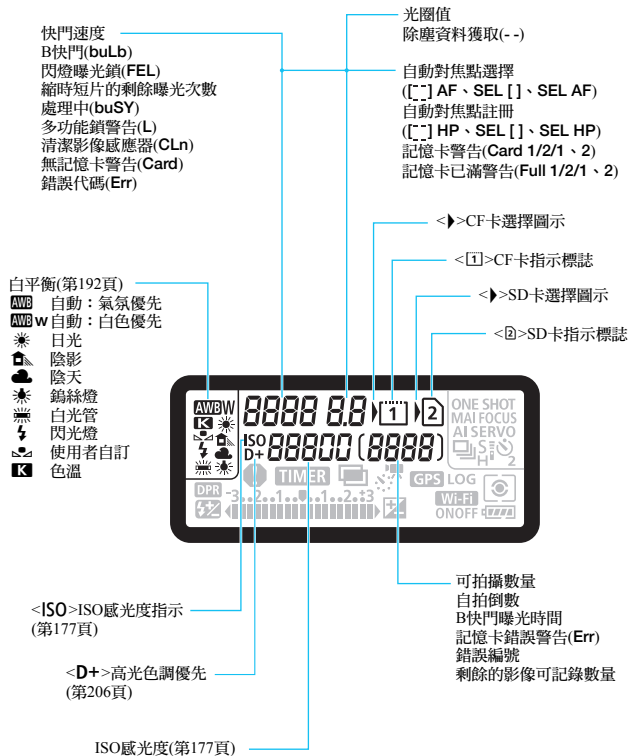 快門速度
B快門(buLb)
閃燈曝光鎖(FEL)
縮時短片的剩餘曝光次數
處理中(buSY)
多功能鎖警告(L)
清潔影像感應器(CLn)
無記憶卡警告(Card)
錯誤代碼(Err)
光圈值
除塵資料獲取(- -)
自動對焦點選擇
([ ] AF、SEL [ ]、SEL AF)
自動對焦點註冊
([ ] HP、SEL [ ]、SEL HP)
記憶卡警告(Card 1/2/1、2)
記憶卡已滿警告(Full 1/2/1、2)
<>CF卡選擇圖示
<1>CF卡指示標誌
<>SD卡選擇圖示
<2>SD卡指示標誌
白平衡(第192頁)
AWB 自動：氣氛優先
AWB w 自動：白色優先
日光
陰影
陰天
鎢絲燈
白光管
閃光燈
使用者自訂
K 色溫
AWB W 8888 8.8 1 2 ONE SHOT
K MAI FOCUS
ISO 88800 (8888) AI SERVO
D+ S H 2
TIMER GPS LOG
DPR -3..2..1..0..1..2.+3 Wi-Fi
ONOFF
<ISO>ISO感光度指示
(第177頁)
<D+>高光色調優先
(第206頁)
ISO感光度(第177頁)
可拍攝數量
自拍倒數
B快門曝光時間
記憶卡錯誤警告(Err)
錯誤編號
剩餘的影像可記錄數量